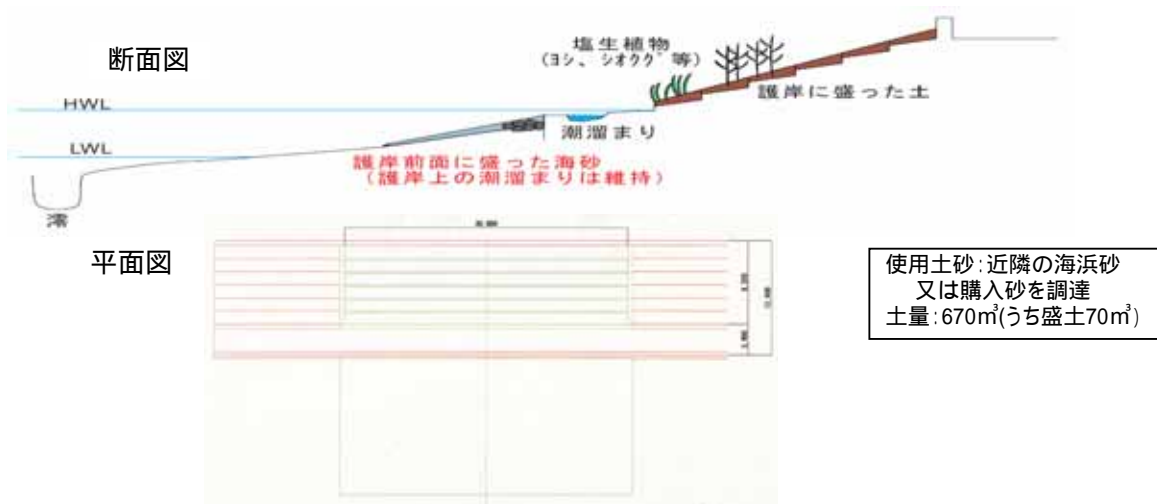 断面図
塩生植物
(ヨシ、シオクグ等)
護岸に盛った土
HWL
潮溜まり
LWL
護岸前面に盛った海砂
(護岸上の潮溜まりは維持)
澪
平面図
使用土砂:近隣の海浜砂
又は購入砂を調達
土量:670㎥(うち盛土70㎥)